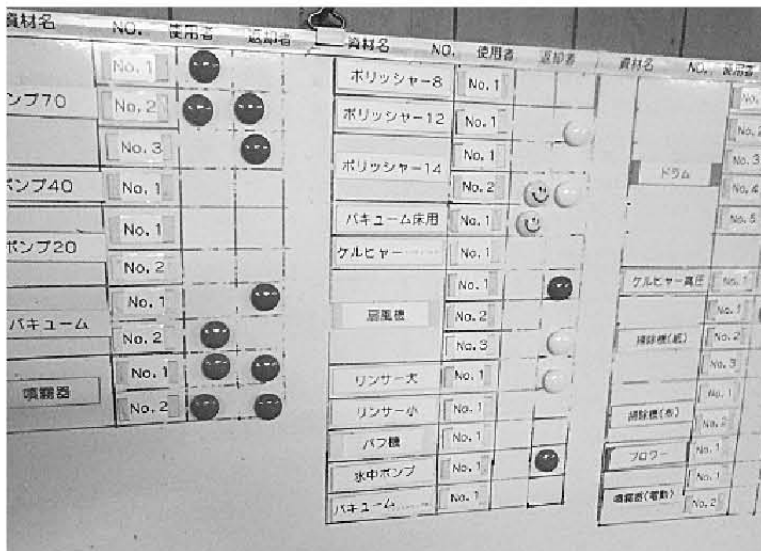 資材名 NO. 使用者 返却者
No. 1
ンプ70 No. 2
No. 3
ポンプ40 No. 1
No. 1
ポンプ20
No. 2
No. 1
バキューム
No. 2
No. 1
噴霧器
No. 2
資材名 NO. 使用者 返却者
ポリッシャー8 No. 1
ポリッシャー12 No. 1
No. 1
ポリッシャー14
No. 2
バキューム床用 No. 1
ケルヒャー No. 1
No. 1
扇風機 No. 2
No. 3
リンサー大 No. 1
リンサー小 No. 1
バフ機 No. 1
水中ポンプ No. 1
バキューム No. 1
資材名 NO. 使用者
No.
No. 2
ドラム No. 3
No. 4
No. 5
ケルヒャー高圧 No. 1
No. 1
掃除機(紙) No. 2
No. 3
No. 1
掃除機(布)
No. 2
ブロワー No. 1
No. 1
噴霧器(電動)
No. 2